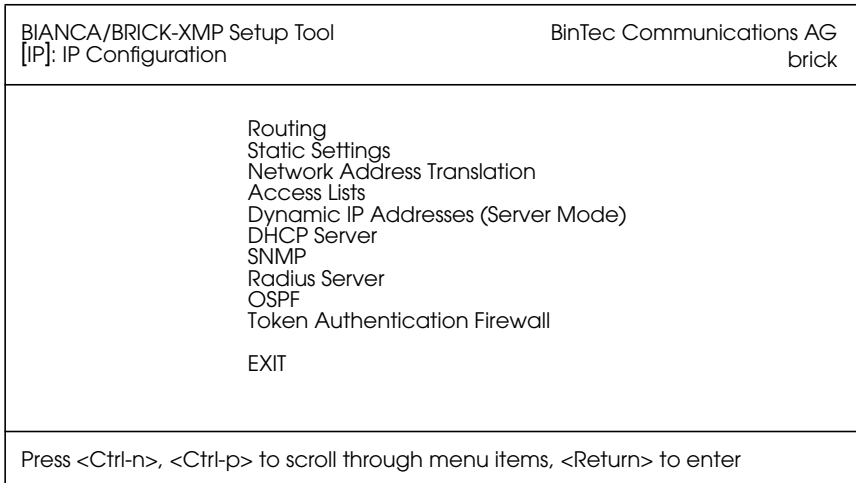 BIANCA/BRICK-XMP Setup Tool BinTec Communications AG
[IP]: IP Configuration brick
Routing
Static Settings
Network Address Translation
Access Lists
Dynamic IP Addresses (Server Mode)
DHCP Server
SNMP
Radius Server
OSPF
Token Authentication Firewall
EXIT
Press <Ctrl-n>, <Ctrl-p> to scroll through menu items, <Return> to enter